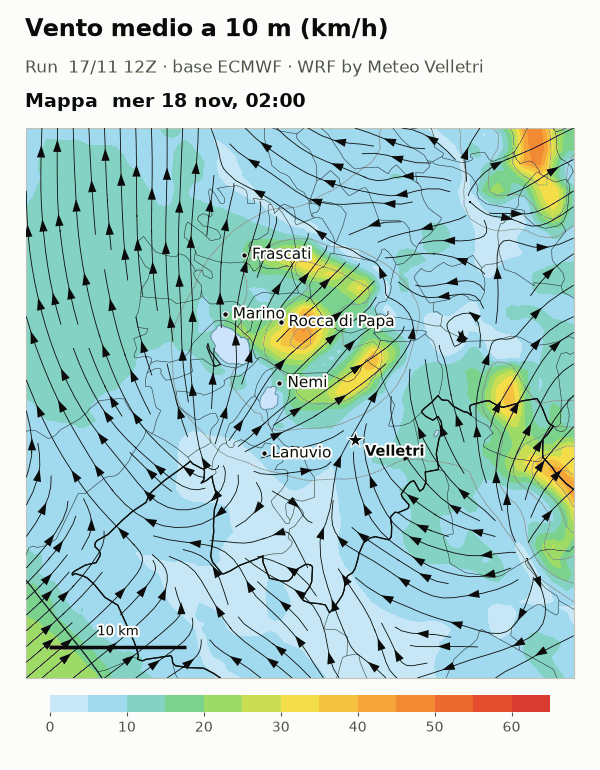 Vento medio a 10 m (km/h)
Run  17/11 12Z · base ECMWF · WRF by Meteo Velletri
Mappa  mer 18 nov, 02:00
Frascati
Marino
Rocca di Papa
Nemi
Velletri
Lanuvio
10 km
0 10 20 30 40 50 60